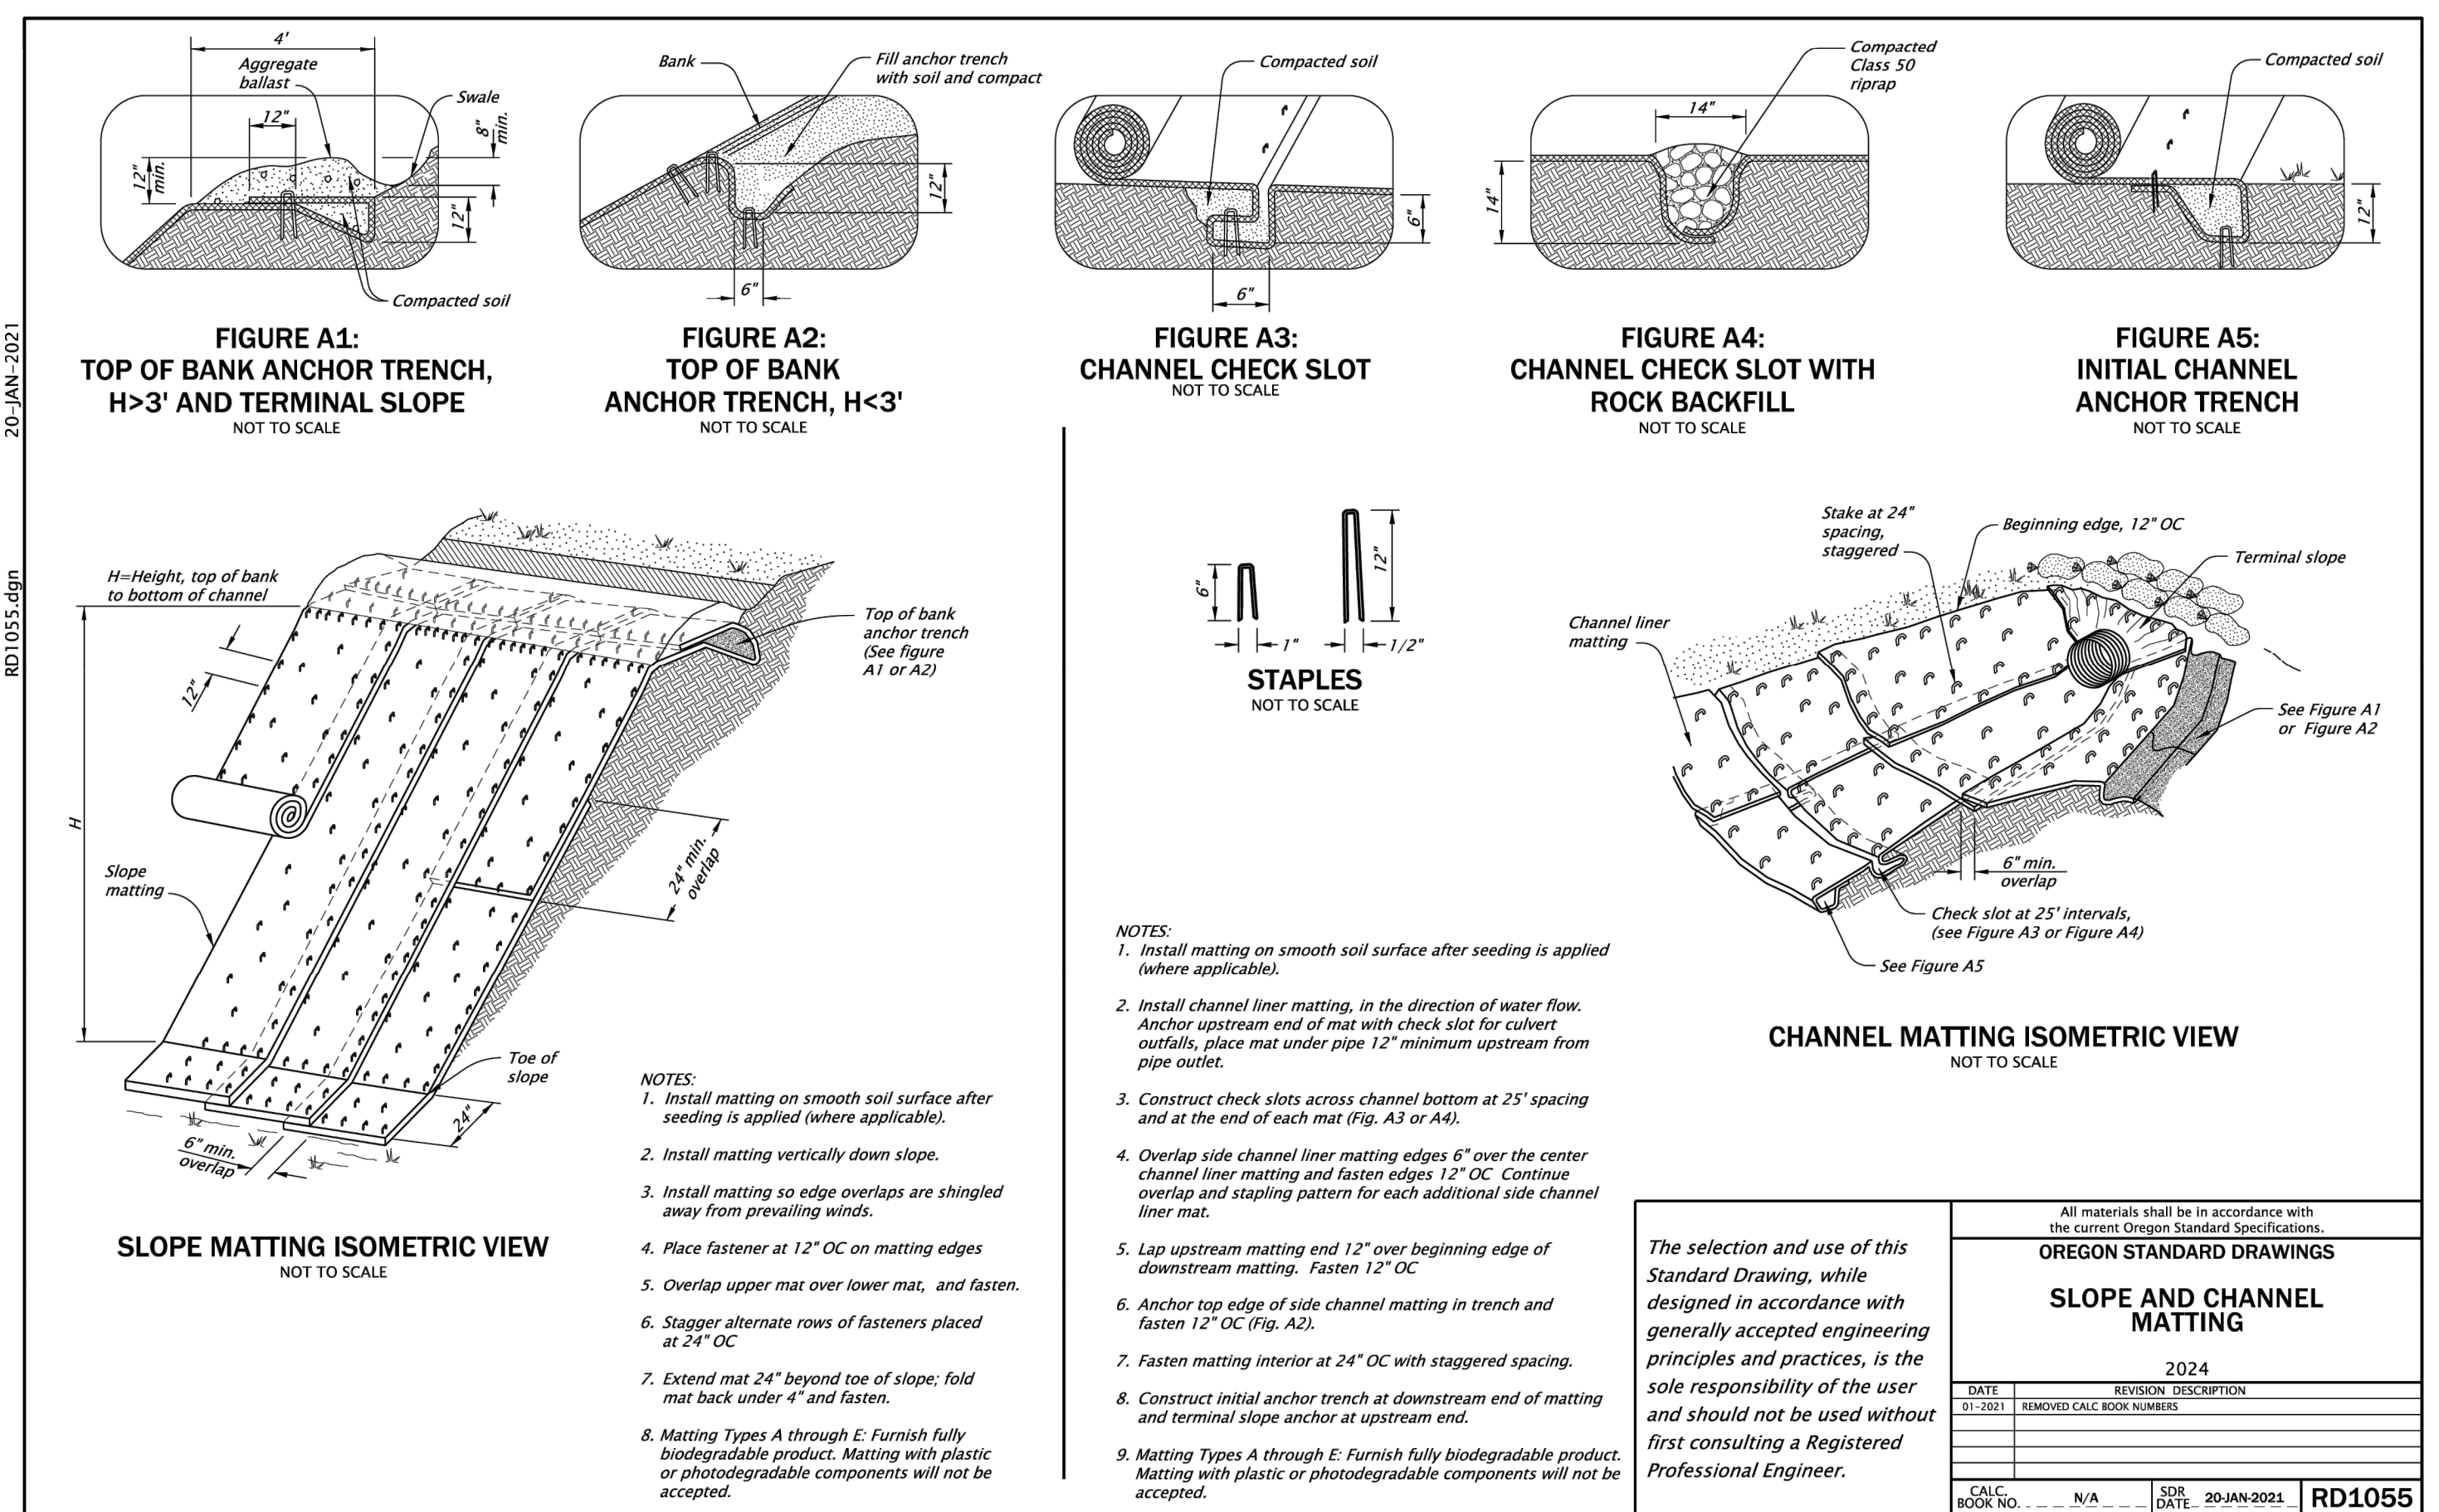 4'
Aggregate
ballast
12"
Swale
8"
min.
12"
min.
12"
Compacted soil
FIGURE A1:
TOP OF BANK ANCHOR TRENCH,
H>3' AND TERMINAL SLOPE
NOT TO SCALE
Bank
Fill anchor trench
with soil and compact
12"
6"
FIGURE A2:
TOP OF BANK
ANCHOR TRENCH, H<3'
NOT TO SCALE
Compacted soil
6"
6"
FIGURE A3:
CHANNEL CHECK SLOT
NOT TO SCALE
Compacted
Class 50
riprap
14"
14"
FIGURE A4:
CHANNEL CHECK SLOT WITH
ROCK BACKFILL
NOT TO SCALE
Compacted soil
12"
FIGURE A5:
INITIAL CHANNEL
ANCHOR TRENCH
NOT TO SCALE
20-JAN-2021
RD1055.dgn
H=Height, top of bank
to bottom of channel
12"
H
Slope
matting
Top of bank
anchor trench
(See figure
A1 or A2)
24" min.
overlap
Toe of
slope
24"
6" min.
overlap
SLOPE MATTING ISOMETRIC VIEW
NOT TO SCALE
NOTES:
1. Install matting on smooth soil surface after
seeding is applied (where applicable).
2. Install matting vertically down slope.
3. Install matting so edge overlaps are shingled
away from prevailing winds.
4. Place fastener at 12" OC on matting edges
5. Overlap upper mat over lower mat, and fasten.
6. Stagger alternate rows of fasteners placed
at 24" OC
7. Extend mat 24" beyond toe of slope; fold
mat back under 4" and fasten.
8. Matting Types A through E: Furnish fully
biodegradable product. Matting with plastic
or photodegradable components will not be
accepted.
6"
1"
12"
1/2"
STAPLES
NOT TO SCALE
Stake at 24"
spacing,
staggered
Beginning edge, 12" OC
Terminal slope
Channel liner
matting
See Figure A1
or Figure A2
6" min.
overlap
Check slot at 25' intervals,
(see Figure A3 or Figure A4)
See Figure A5
CHANNEL MATTING ISOMETRIC VIEW
NOT TO SCALE
NOTES:
1. Install matting on smooth soil surface after seeding is applied
(where applicable).
2. Install channel liner matting, in the direction of water flow.
Anchor upstream end of mat with check slot for culvert
outfalls, place mat under pipe 12" minimum upstream from
pipe outlet.
3. Construct check slots across channel bottom at 25' spacing
and at the end of each mat (Fig. A3 or A4).
4. Overlap side channel liner matting edges 6" over the center
channel liner matting and fasten edges 12" OC Continue
overlap and stapling pattern for each additional side channel
liner mat.
5. Lap upstream matting end 12" over beginning edge of
downstream matting. Fasten 12" OC
6. Anchor top edge of side channel matting in trench and
fasten 12" OC (Fig. A2).
7. Fasten matting interior at 24" OC with staggered spacing.
8. Construct initial anchor trench at downstream end of matting
and terminal slope anchor at upstream end.
9. Matting Types A through E: Furnish fully biodegradable product.
Matting with plastic or photodegradable components will not be
accepted.
The selection and use of this
Standard Drawing, while
designed in accordance with
generally accepted engineering
principles and practices, is the
sole responsibility of the user
and should not be used without
first consulting a Registered
Professional Engineer.
All materials shall be in accordance with
the current Oregon Standard Specifications.
OREGON STANDARD DRAWINGS
SLOPE AND CHANNEL
MATTING
2024
DATE REVISION DESCRIPTION
01-2021 REMOVED CALC BOOK NUMBERS
CALC.
BOOK NO. N/A
SDR
DATE 20-JAN-2021
RD1055